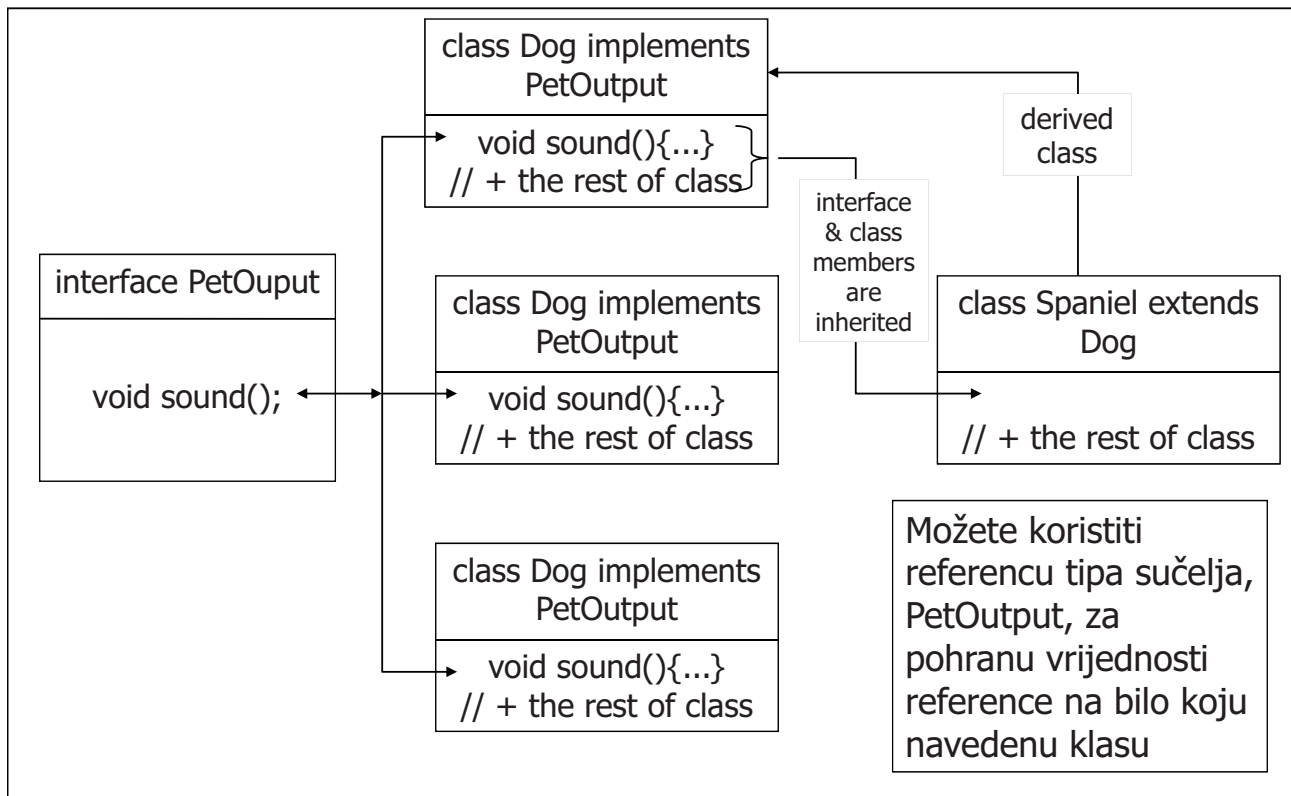 class Dog implements
PetOutput
void sound(){...}
// + the rest of class
derived
class
interface
& class
members
are
inherited
interface PetOuput
void sound();
class Dog implements
PetOutput
void sound(){...}
// + the rest of class
class Spaniel extends
Dog
// + the rest of class
class Dog implements
PetOutput
void sound(){...}
// + the rest of class
Možete koristiti
referencu tipa sučelja,
PetOutput, za
pohranu vrijednosti
reference na bilo koju
navedenu klasu